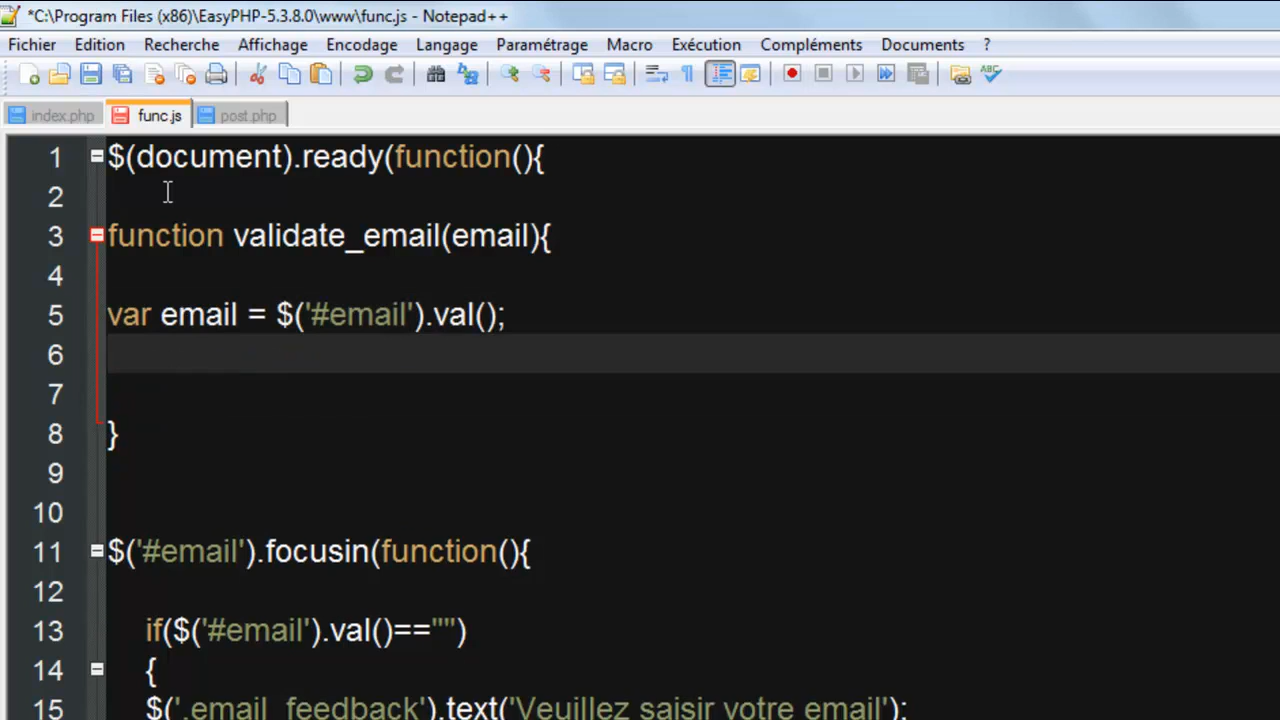 *C:\Program Files (x86)\EasyPHP-5.3.8.0\www\func.js - Notepad++
Fichier Edition Recherche Affichage Encodage Langage Paramétrage Macro Exécution Compléments Documents ?
index.php func.js post.php
1 $(document).ready(function(){
2
3 function validate_email(email){
4
5 var email = $('#email').val();
6
7
8 }
9
10
11 $('#email').focusin(function(){
12
13 if($('#email').val()=="")
14 {
15 $('.email_feedback').text('Veuillez saisir votre email');